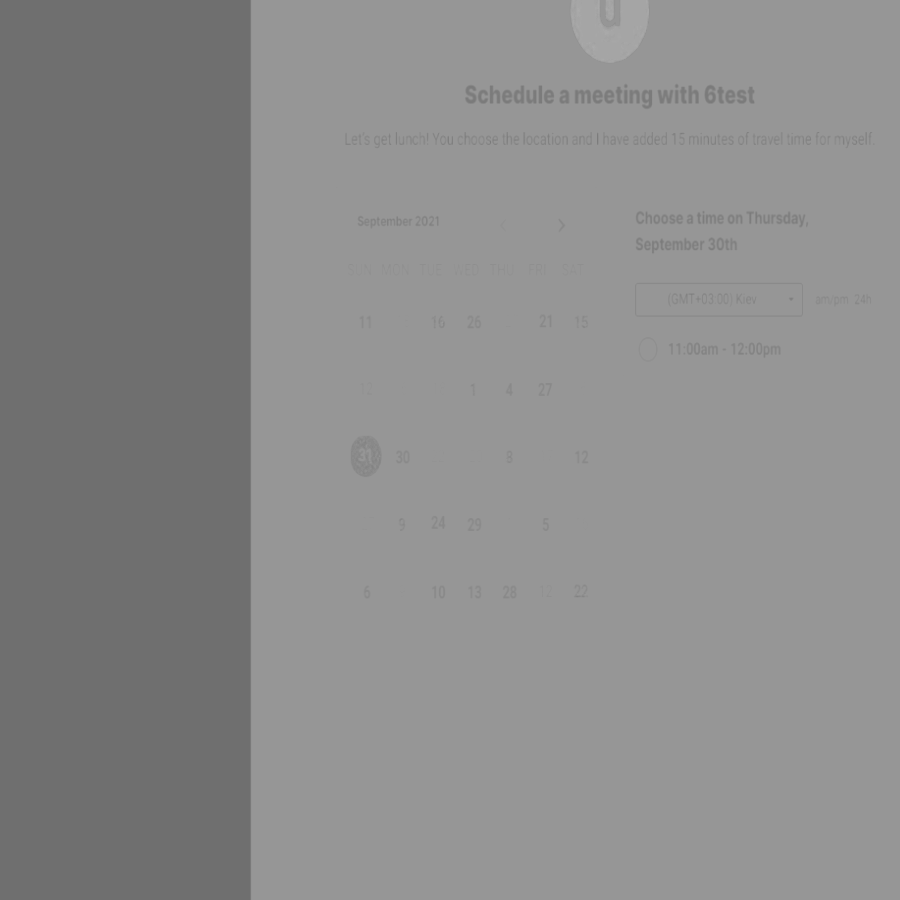 u
Schedule a meeting with 6test
Let's get lunch! You choose the location and I have added 15 minutes of travel time for myself.
September 2021
SUN MON TUE WED THU FRI SAT
11 16 26 21 15
1 4 27
31 30 8 12
9 24 29 5
6 10 13 28 12 22
Choose a time on Thursday,
September 30th
(GMT+03:00) Kiev
am/pm 24h
11:00am - 12:00pm